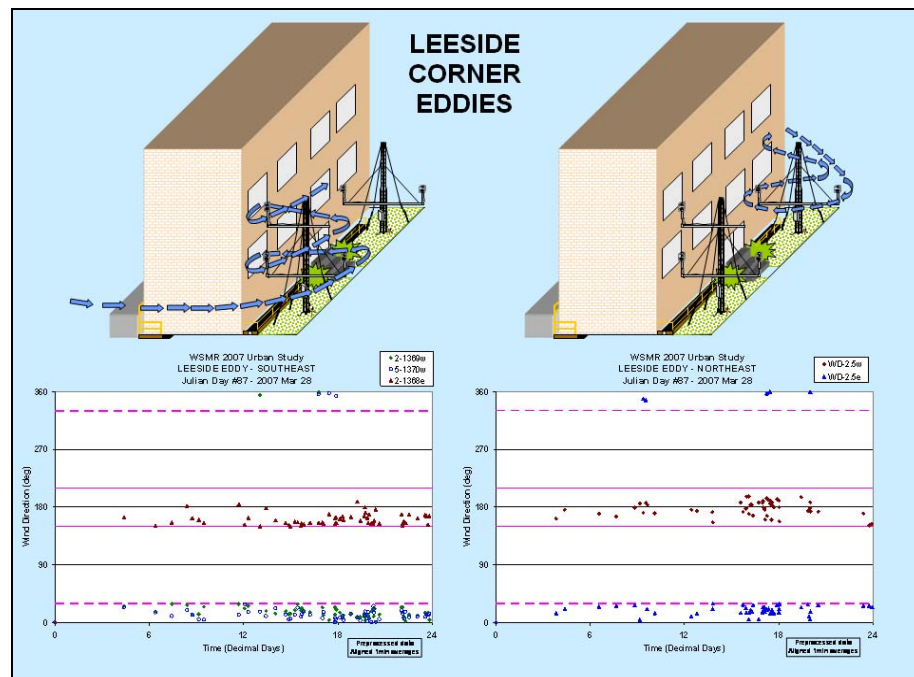 LEESIDE
CORNER
EDDIES
WSMR 2007 Urban Study
LEESIDE EDDY - SOUTHEAST
Julian Day #87 - 2007 Mar 28
2-1369w
5-1370w
2-1368e
360
270
180
90
0
Wind Direction (deg)
0 6 12 18 24
Time (Decimal Days)
Preprocessed data
Aligned 1min averages
WSMR 2007 Urban Study
LEESIDE EDDY - NORTHEAST
Julian Day #87 - 2007 Mar 28
WD-2.5w
WD-2.5e
360
270
180
90
0
Wind Direction (deg)
0 6 12 18 24
Time (Decimal Days)
Preprocessed data
Aligned 1min averages